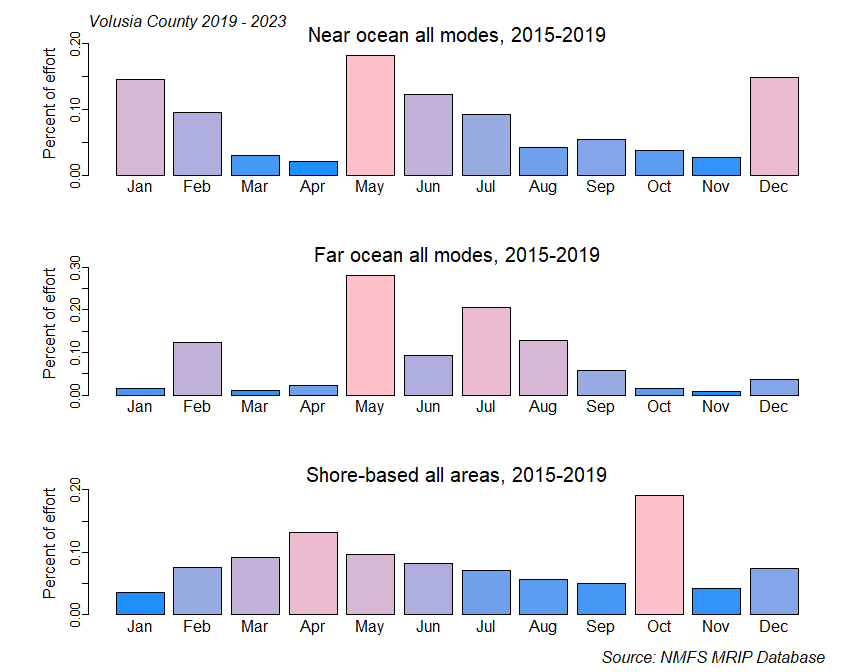 Volusia County 2019 - 2023
Near ocean all modes, 2015-2019
Percent of effort
0.20
0.10
0.00
Jan Feb Mar Apr May Jun Jul Aug Sep Oct Nov Dec
Far ocean all modes, 2015-2019
Percent of effort
0.30
0.20
0.10
0.00
Jan Feb Mar Apr May Jun Jul Aug Sep Oct Nov Dec
Shore-based all areas, 2015-2019
Percent of effort
0.20
0.10
0.00
Jan Feb Mar Apr May Jun Jul Aug Sep Oct Nov Dec
Source: NMFS MRIP Database